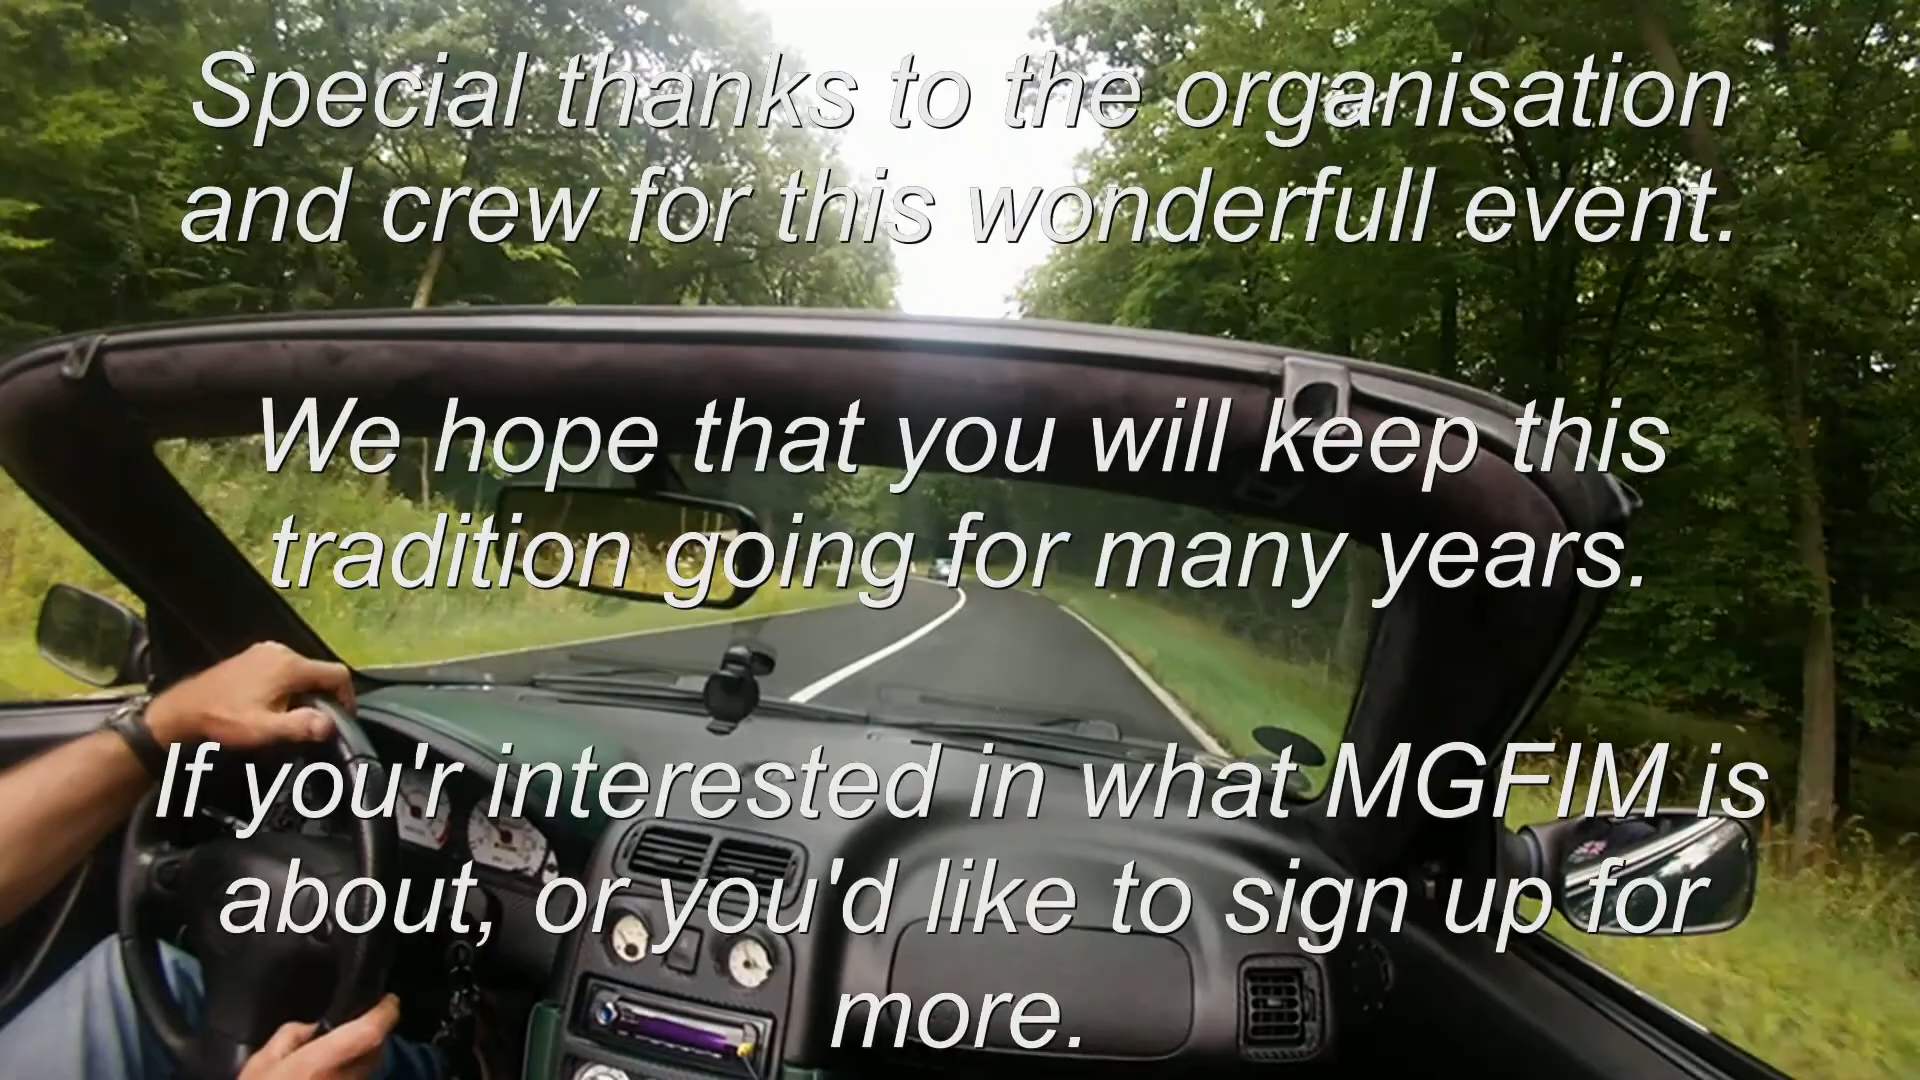 Special thanks to the organisation
and crew for this wonderfull event.
We hope that you will keep this
tradition going for many years.
If you'r interested in what MGFIM is
about, or you'd like to sign up for
more.